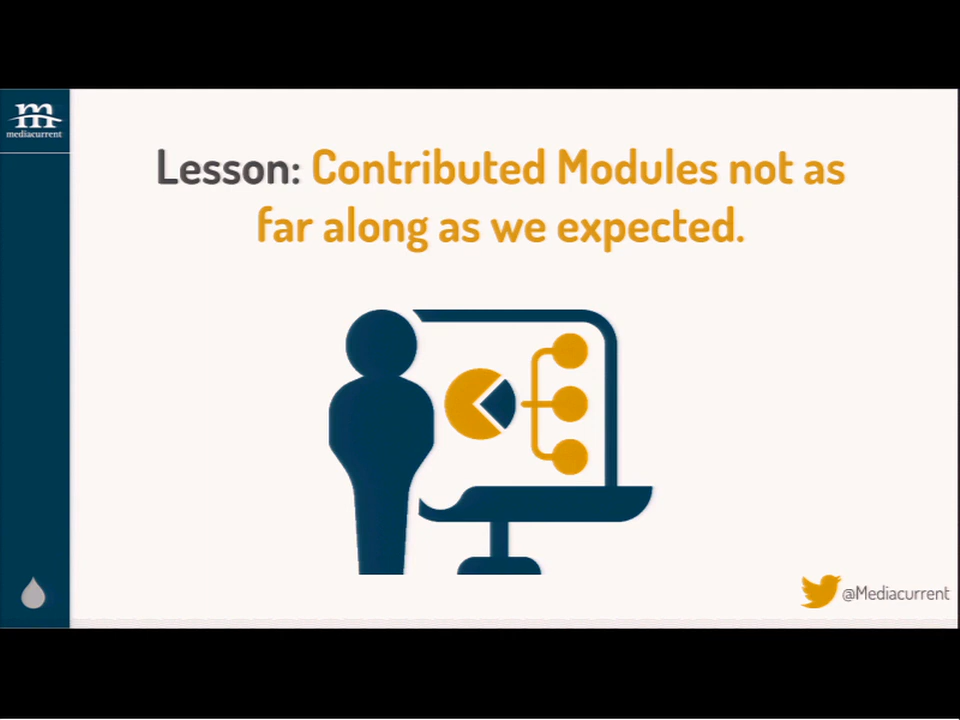 m
mediacurrent
Lesson: Contributed Modules not as
far along as we expected.
@Mediacurrent